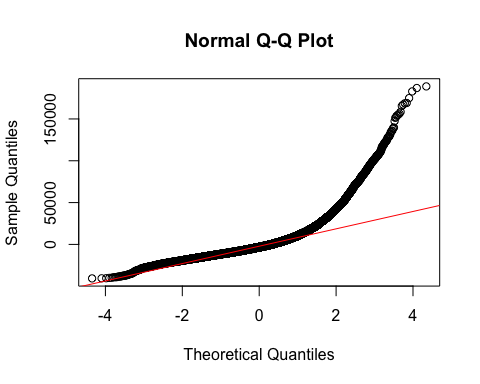 Normal Q-Q Plot
Sample Quantiles
150000
50000
0
-4 -2 0 2 4
Theoretical Quantiles